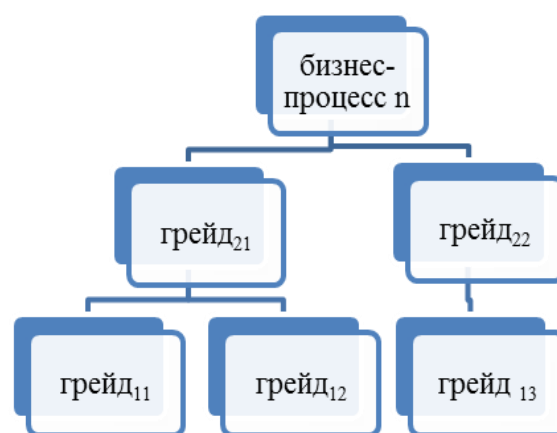 бизнес-
процесс n
грейд₂₁
грейд₂₂
грейд₁₁
грейд₁₂
грейд ₁₃